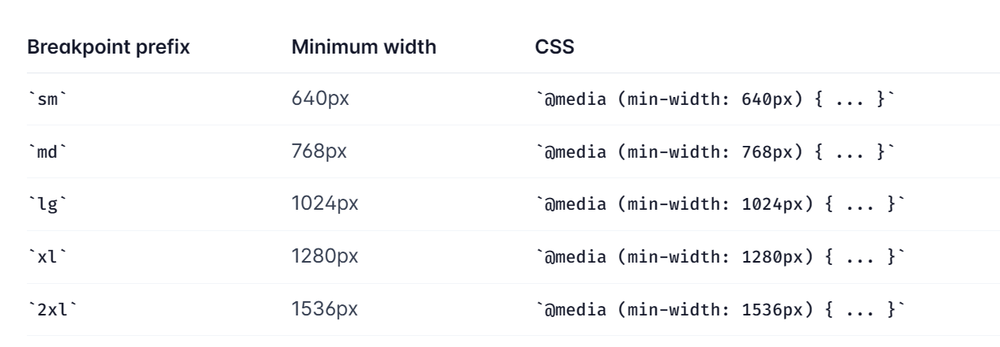 Breakpoint prefix Minimum width CSS
`sm` 640px `@media (min-width: 640px) { ... }`
`md` 768px `@media (min-width: 768px) { ... }`
`lg` 1024px `@media (min-width: 1024px) { ... }`
`xl` 1280px `@media (min-width: 1280px) { ... }`
`2xl` 1536px `@media (min-width: 1536px) { ... }`